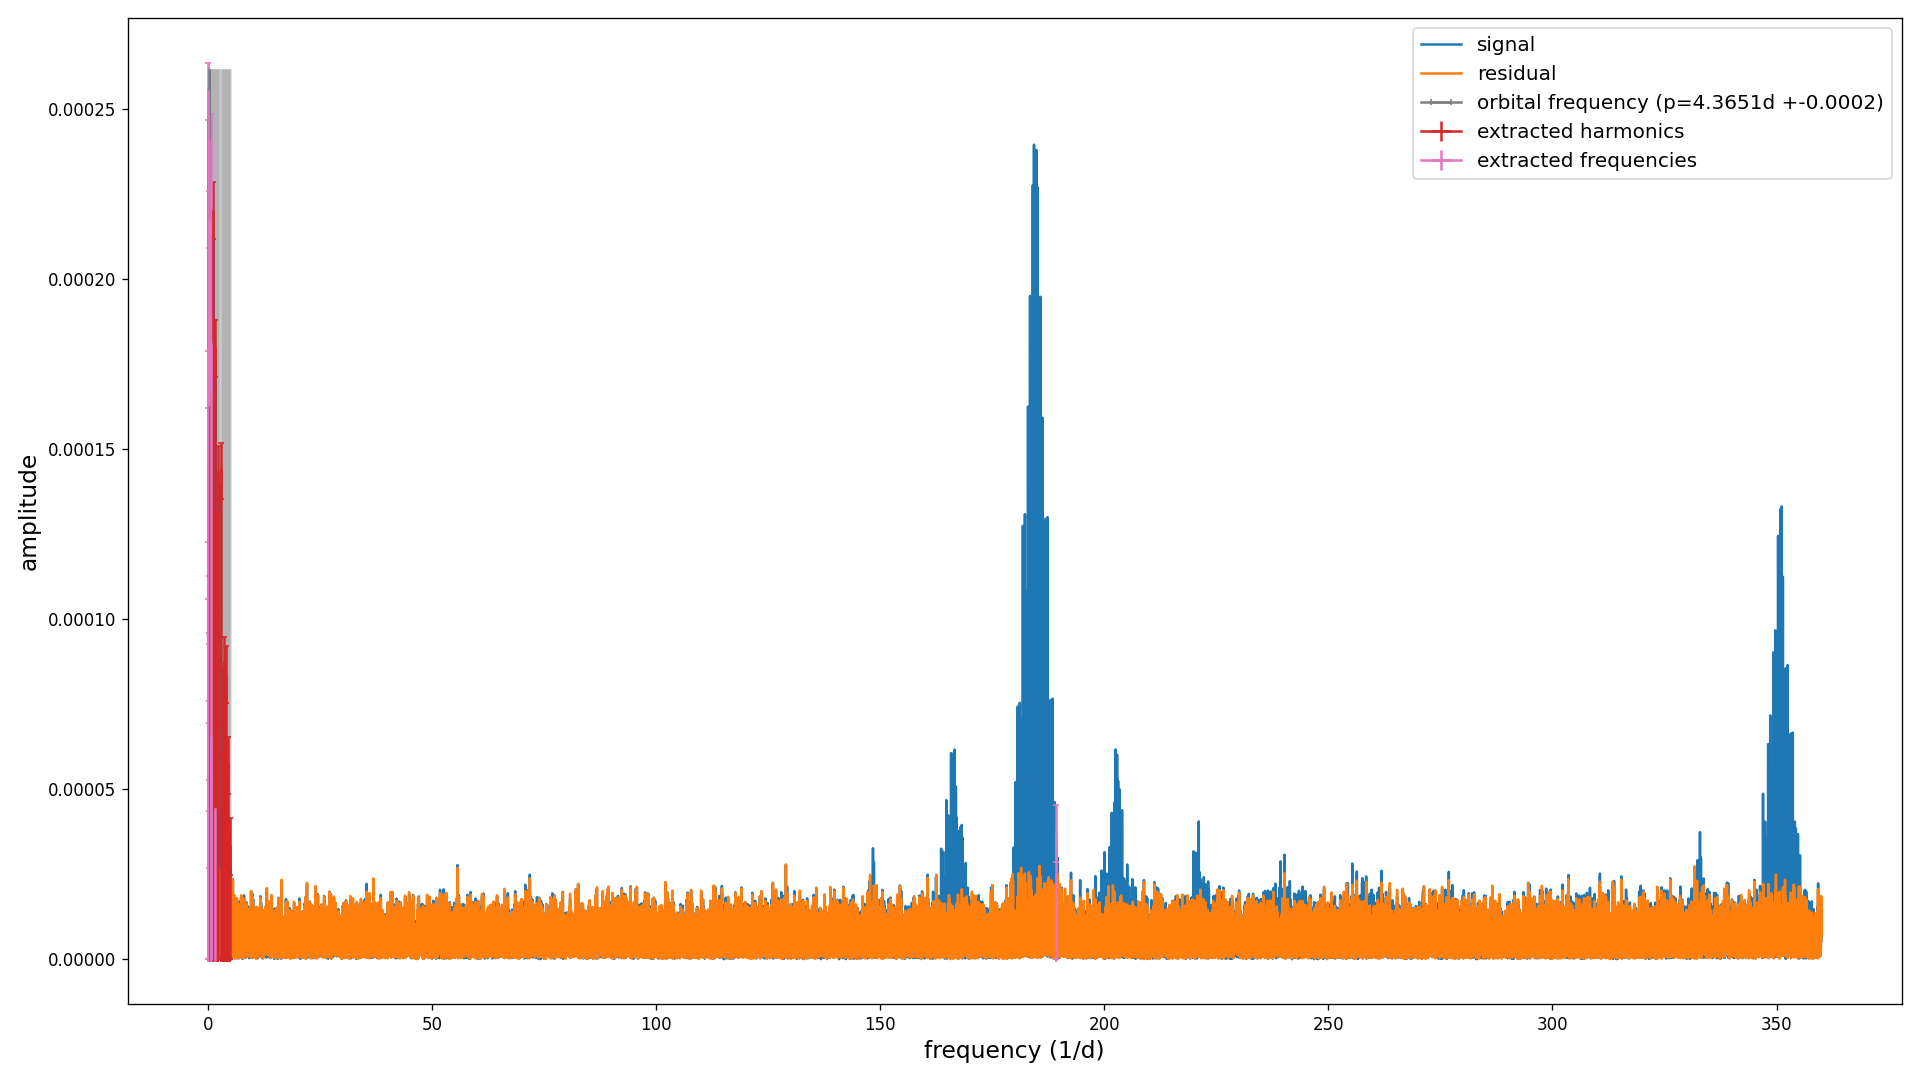 signal
residual
orbital frequency (p=4.3651d +-0.0002)
extracted harmonics
extracted frequencies
amplitude
0.00025
0.00020
0.00015
0.00010
0.00005
0.00000
0 50 100 150 200 250 300 350
frequency (1/d)